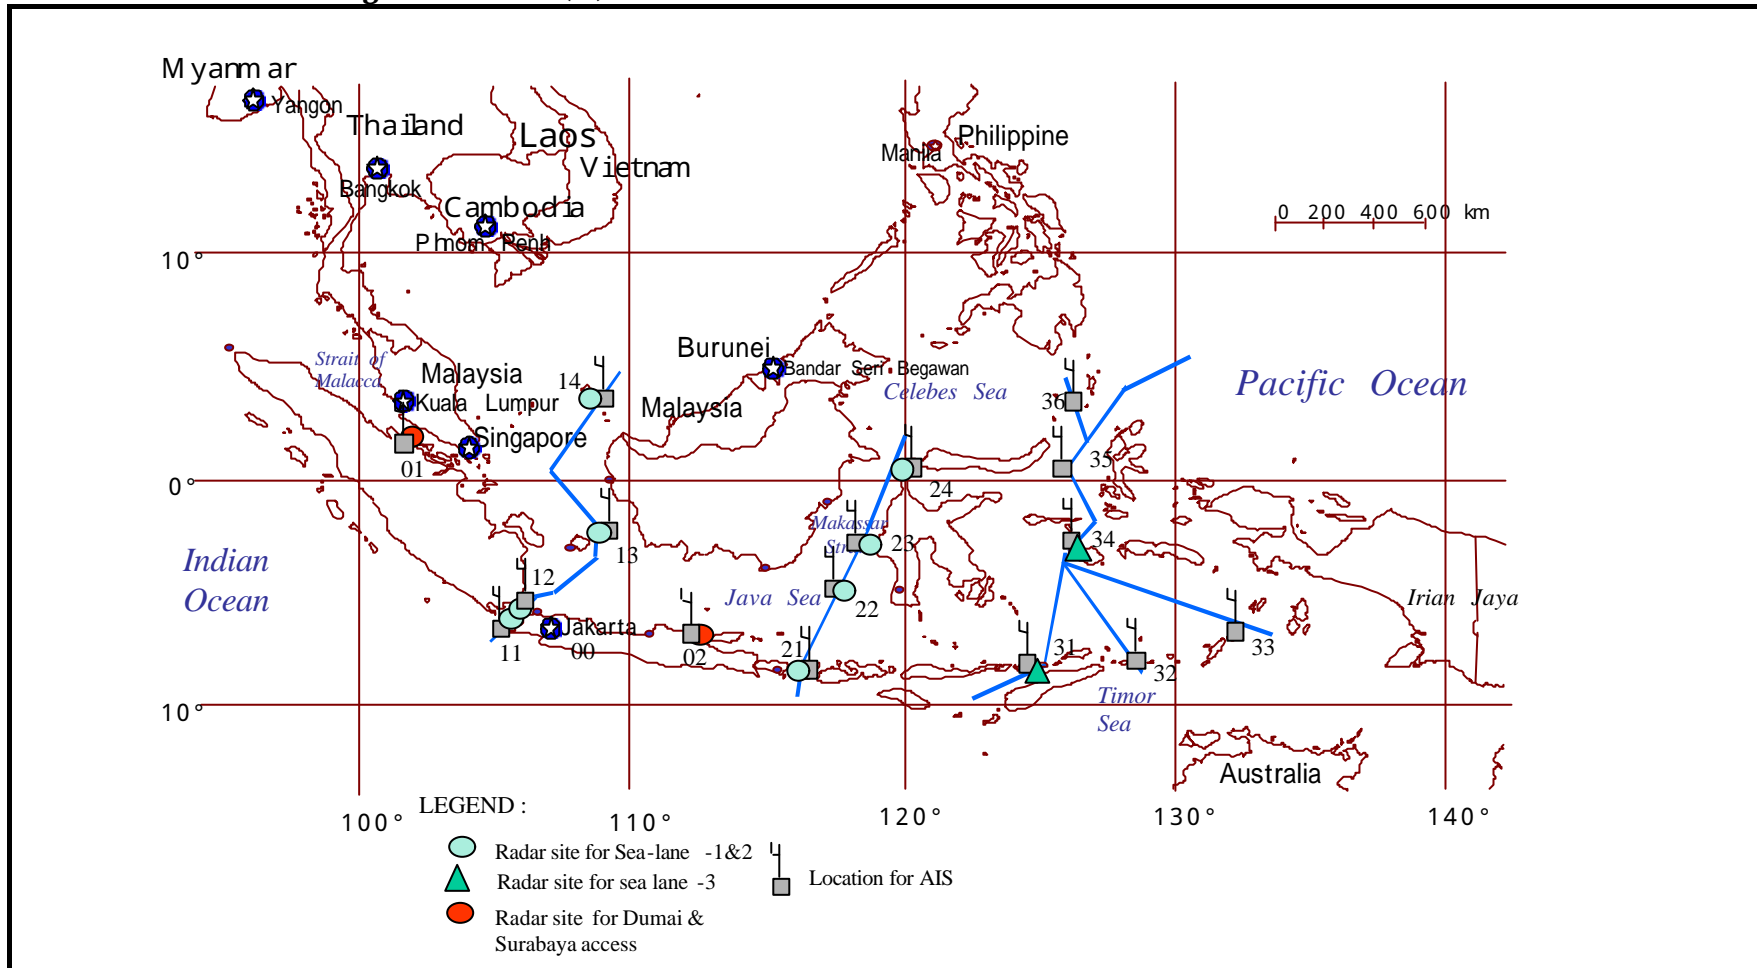 Myanmar
Yangon
Thailand
Laos
Philippine
Manila
Vietnam
Bangkok
Cambodia
0 200 400 600 km
Phnom Penh
10°
Burunei
Strait of
Malacca
Malaysia
Bandar Seri Begawan
14
Celebes Sea
Pacific Ocean
Kuala Lumpur
Malaysia
36
Singapore
01
35
0°
24
Makassar
34
13
23
Indian
Ocean
12
Java Sea
22
Irian Jaya
Jakarta
11
00
02
21
31
33
32
Timor
Sea
10°
Australia
LEGEND :
100°
110°
120°
130°
140°
Radar site for Sea-lane -1&2
Radar site for sea lane -3
Location for AIS
Radar site for Dumai &
Surabaya access